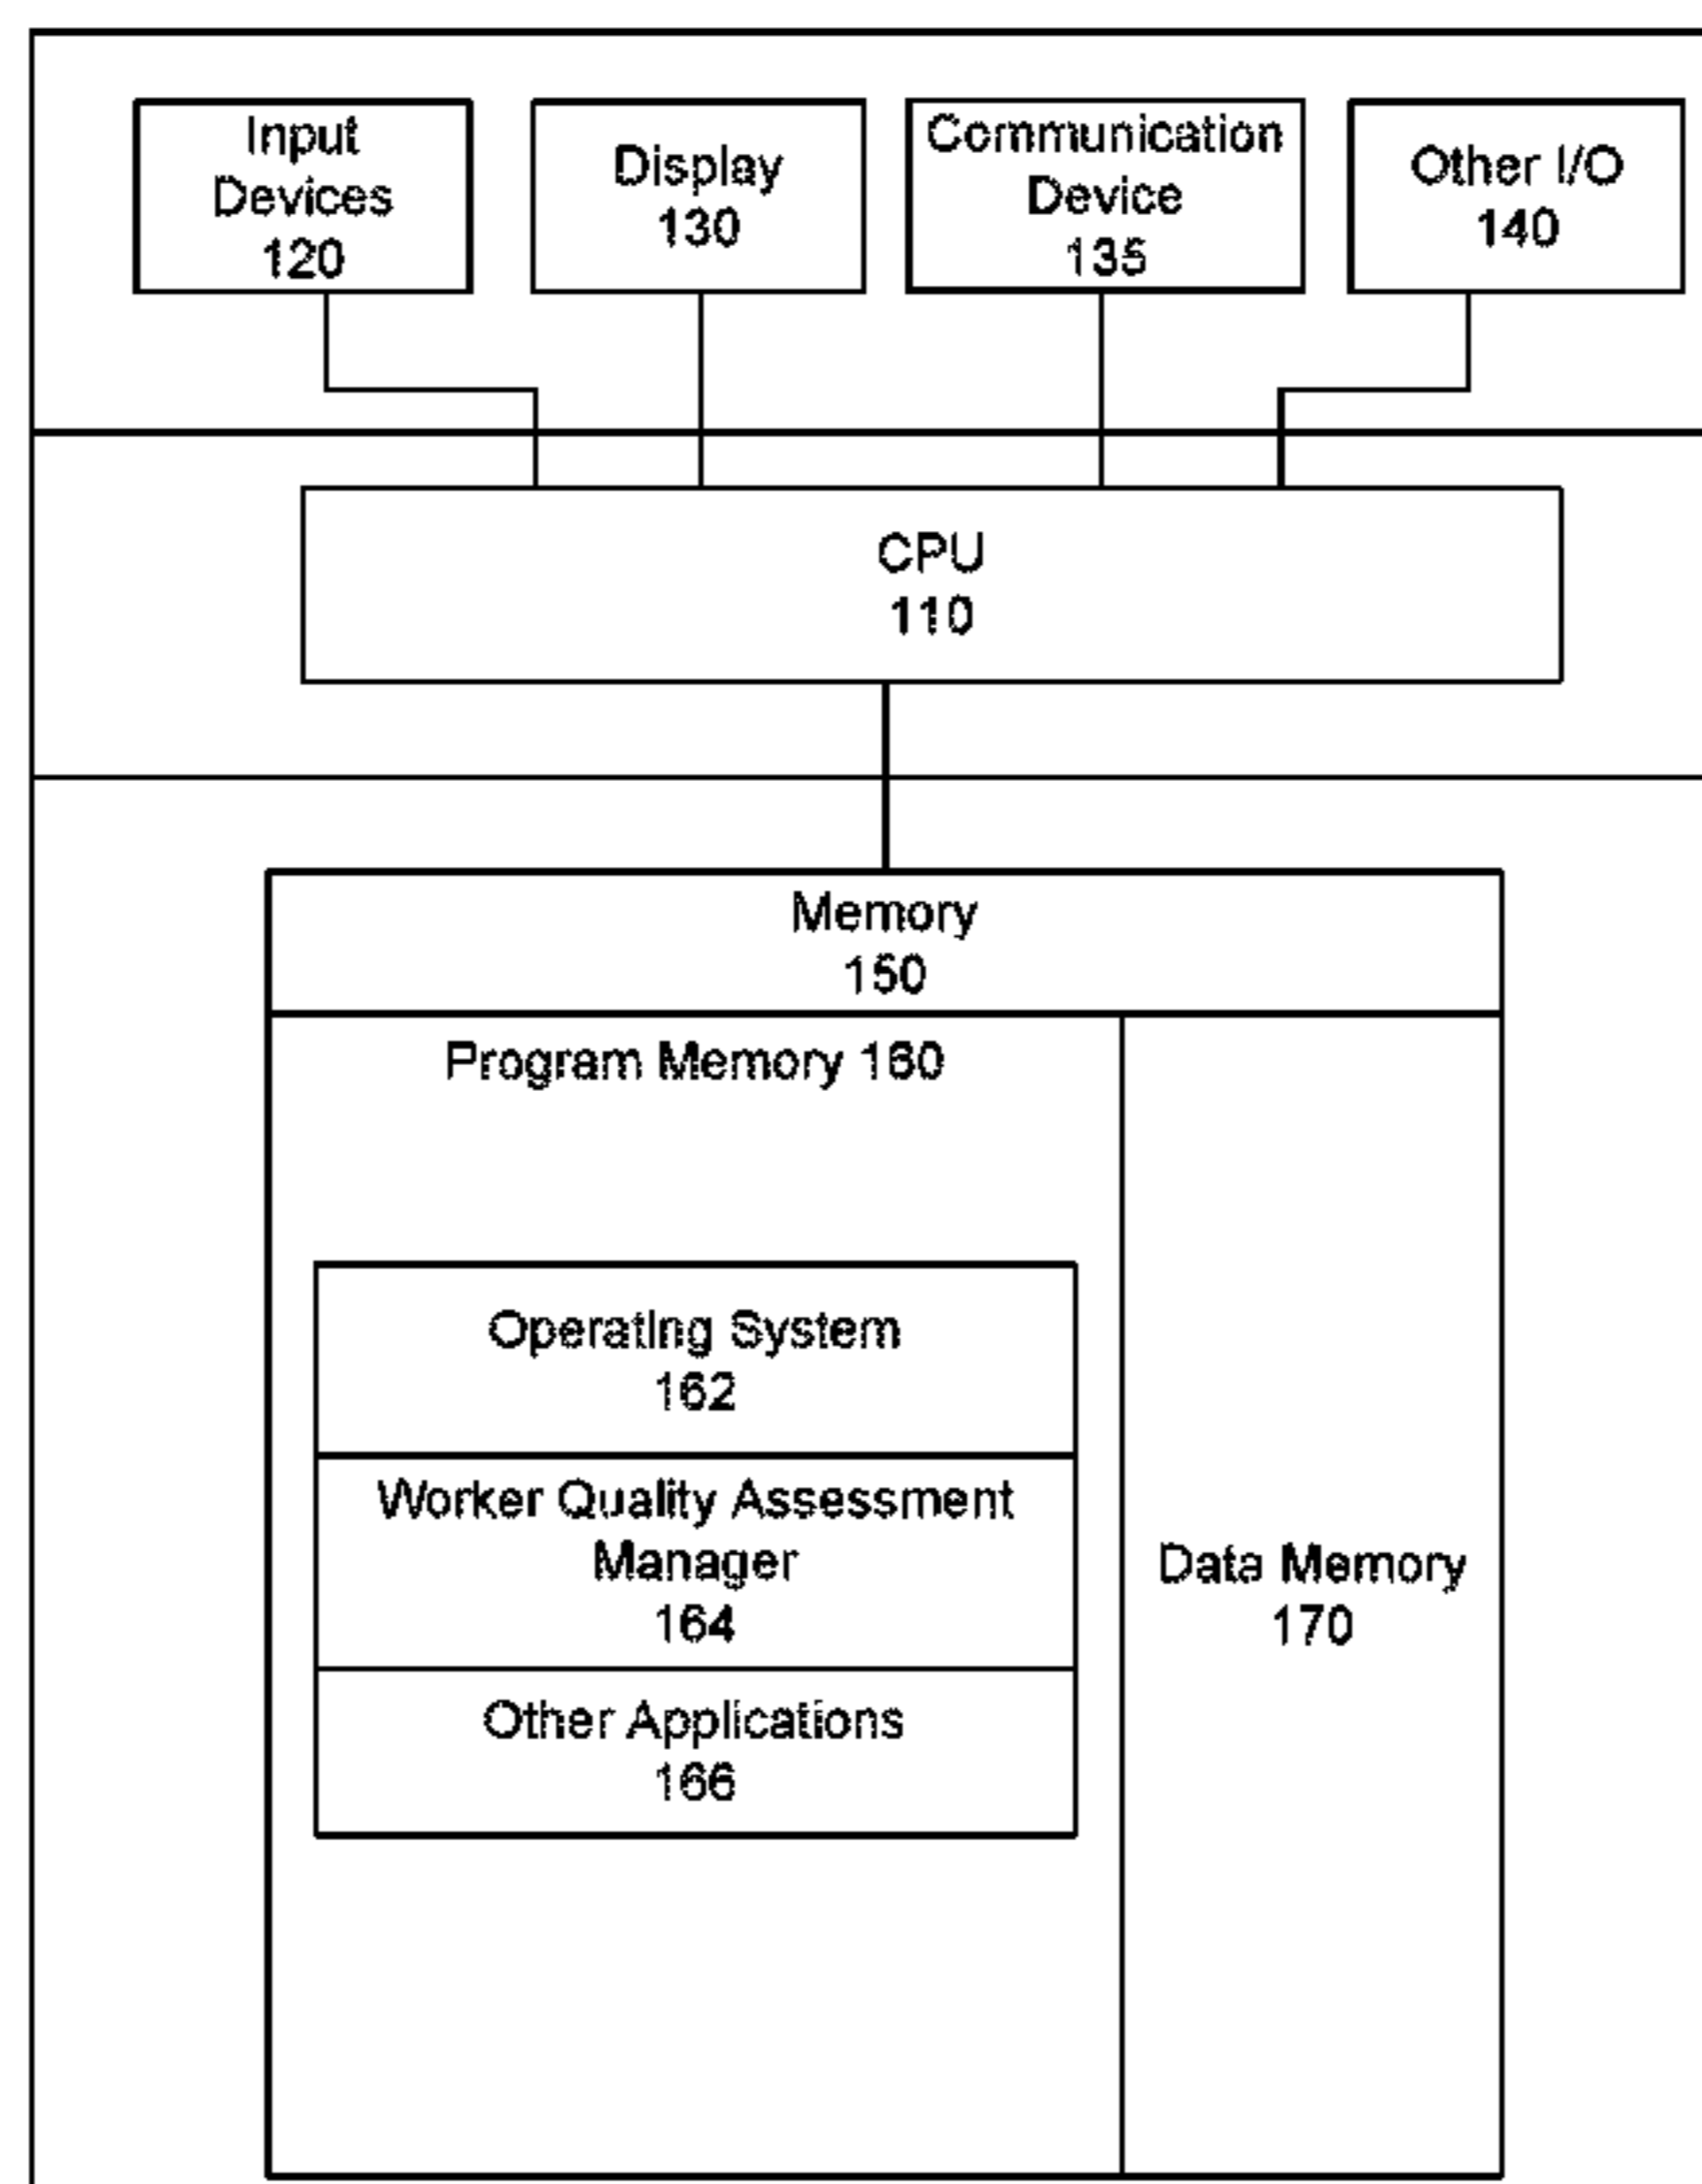 Input
Devices
120
Display
130
Communication
Device
135
Other I/O
140
CPU
110
Memory
150
Program Memory 160
Operating System
162
Worker Quality Assessment
Manager
164
Other Applications
166
Data Memory
170